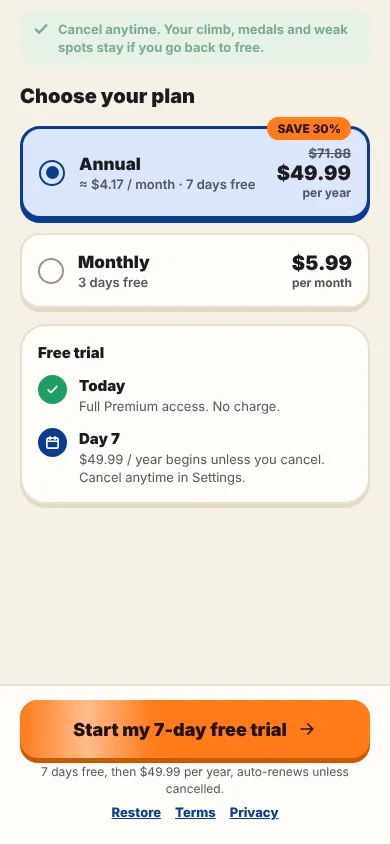 Cancel anytime. Your climb, medals and weak
spots stay if you go back to free.
Choose your plan
SAVE 30%
Annual
≈ $4.17 / month · 7 days free
$71.88
$49.99
per year
Monthly
3 days free
$5.99
per month
Free trial
Today
Full Premium access. No charge.
Day 7
$49.99 / year begins unless you cancel.
Cancel anytime in Settings.
Start my 7-day free trial →
7 days free, then $49.99 per year, auto-renews unless
cancelled.
Restore Terms Privacy